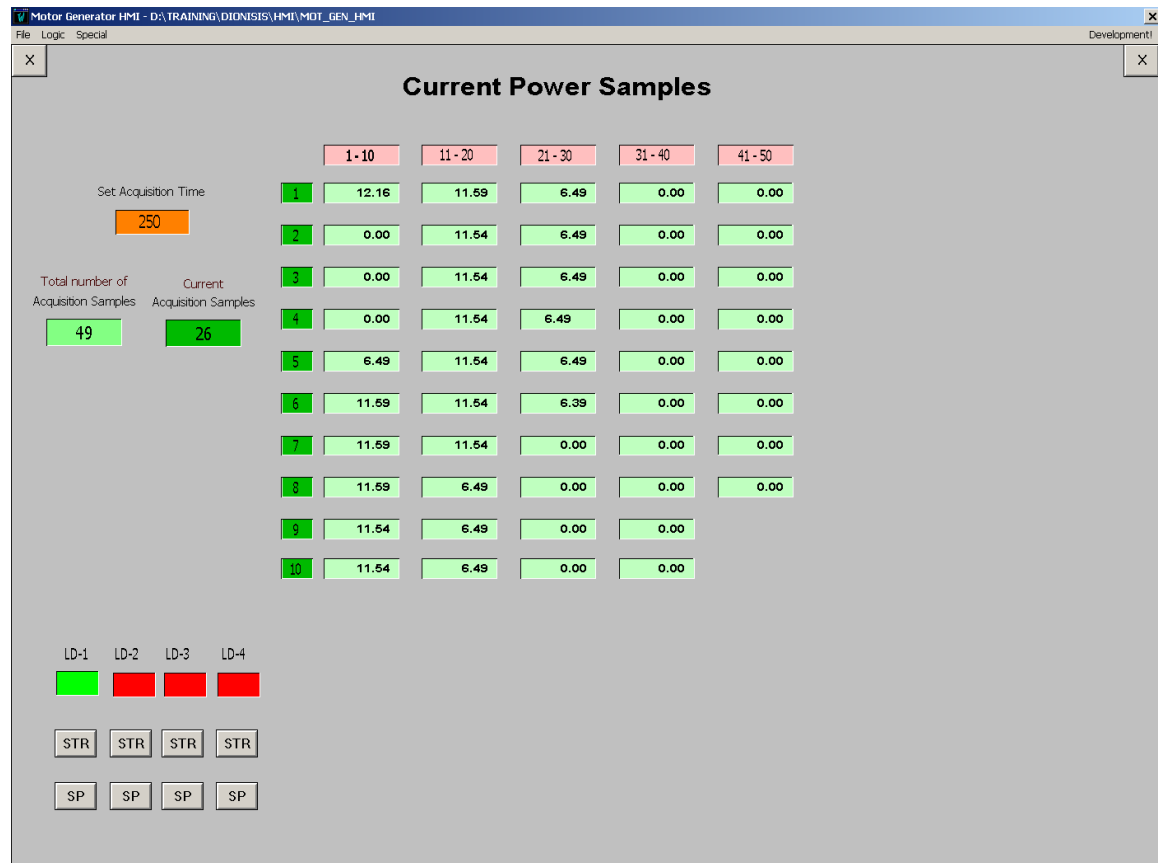 Motor Generator HMI - D:\TRAINING\DIONISIS\HMI\MOT_GEN_HMI X
File Logic Special Development!
X X
Current Power Samples
1 - 10 11 - 20 21 - 30 31 - 40 41 - 50
Set Acquisition Time
250
1 12.16 11.59 6.49 0.00 0.00
2 0.00 11.54 6.49 0.00 0.00
Total number of Current
Acquisition Samples Acquisition Samples
49 26
3 0.00 11.54 6.49 0.00 0.00
4 0.00 11.54 6.49 0.00 0.00
5 6.49 11.54 6.49 0.00 0.00
6 11.59 11.54 6.39 0.00 0.00
7 11.59 11.54 0.00 0.00 0.00
8 11.59 6.49 0.00 0.00 0.00
9 11.54 6.49 0.00 0.00
10 11.54 6.49 0.00 0.00
LD-1 LD-2 LD-3 LD-4
STR STR STR STR
SP SP SP SP